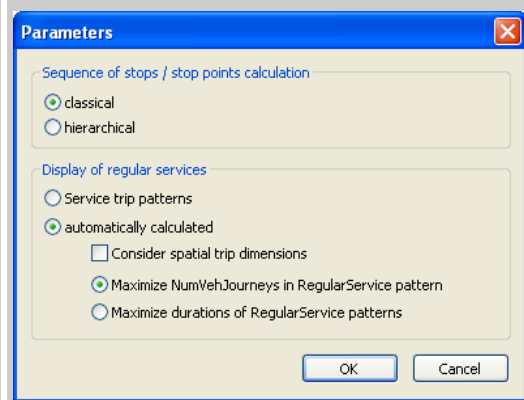 Parameters
Sequence of stops / stop points calculation
classical
hierarchical
Display of regular services
Service trip patterns
automatically calculated
Consider spatial trip dimensions
Maximize NumVehJourneys in RegularService pattern
Maximize durations of RegularService patterns
OK Cancel